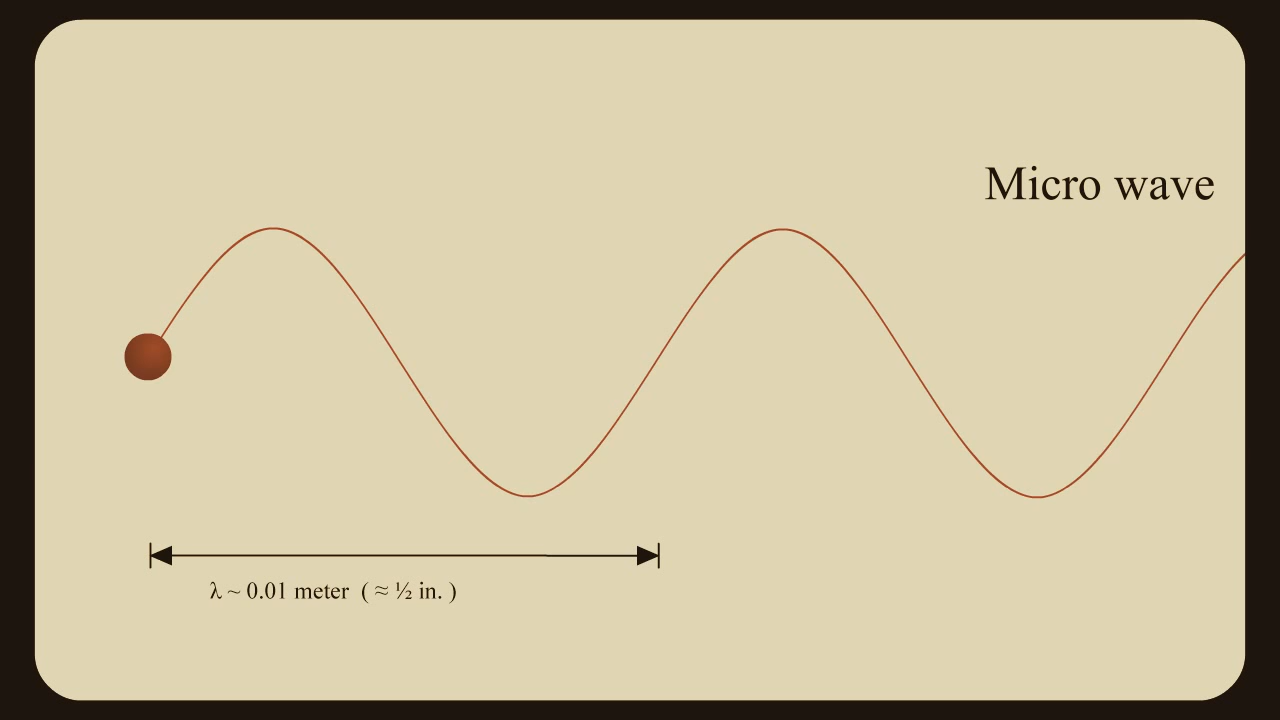 Micro wave
λ ~ 0.01 meter ( ≈ ½ in. )